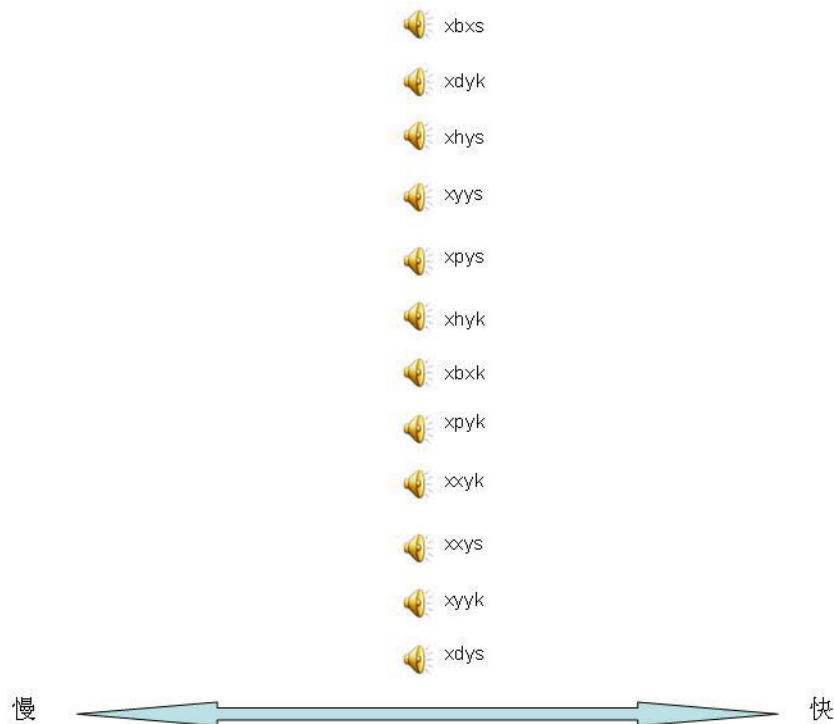 xbxs
xdyk
xhys
xyys
xpys
xhyk
xbxk
xpyk
xxyk
xxys
xyyk
xdys
慢 快